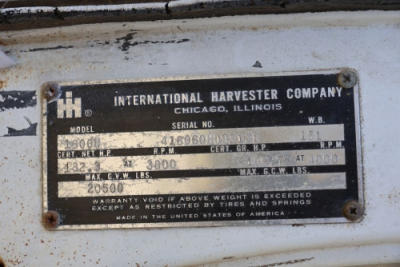 IH ®
INTERNATIONAL HARVESTER COMPANY
CHICAGO, ILLINOIS
MODEL SERIAL NO. W.B.
CERT. NET H.P. R.P.M. CERT. GR. H.P. R.P.M.
AT 3800 AT
MAX. G.V.W. LBS. MAX. G.C.W. LBS.
20500
WARRANTY VOID IF ABOVE WEIGHT IS EXCEEDED
EXCEPT AS RESTRICTED BY TIRES AND SPRINGS
MADE IN THE UNITED STATES OF AMERICA